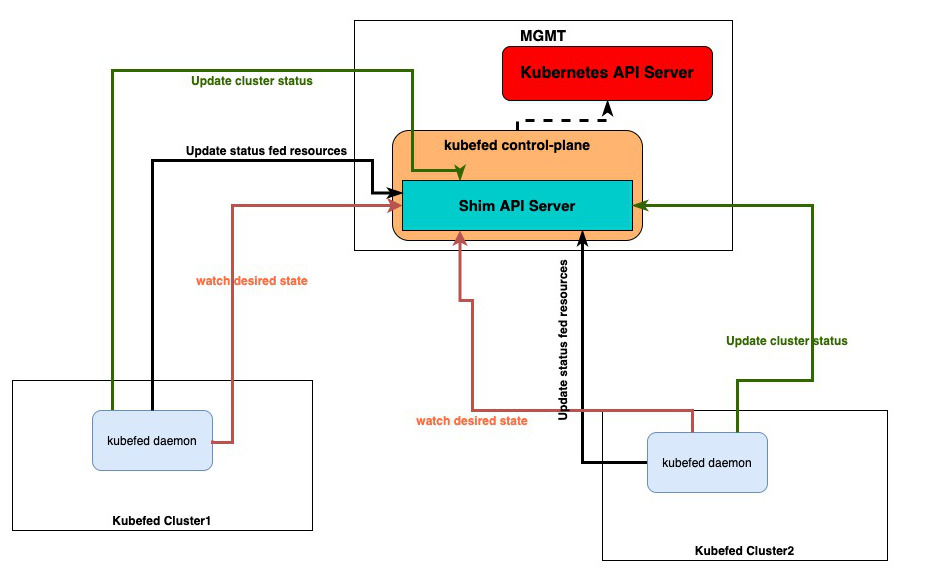 MGMT
Kubernetes API Server
Update cluster status
kubefed control-plane
Update status fed resources
Shim API Server
watch desired state
Update status fed resources
Update cluster status
watch desired state
kubefed daemon
kubefed daemon
Kubefed Cluster1
Kubefed Cluster2